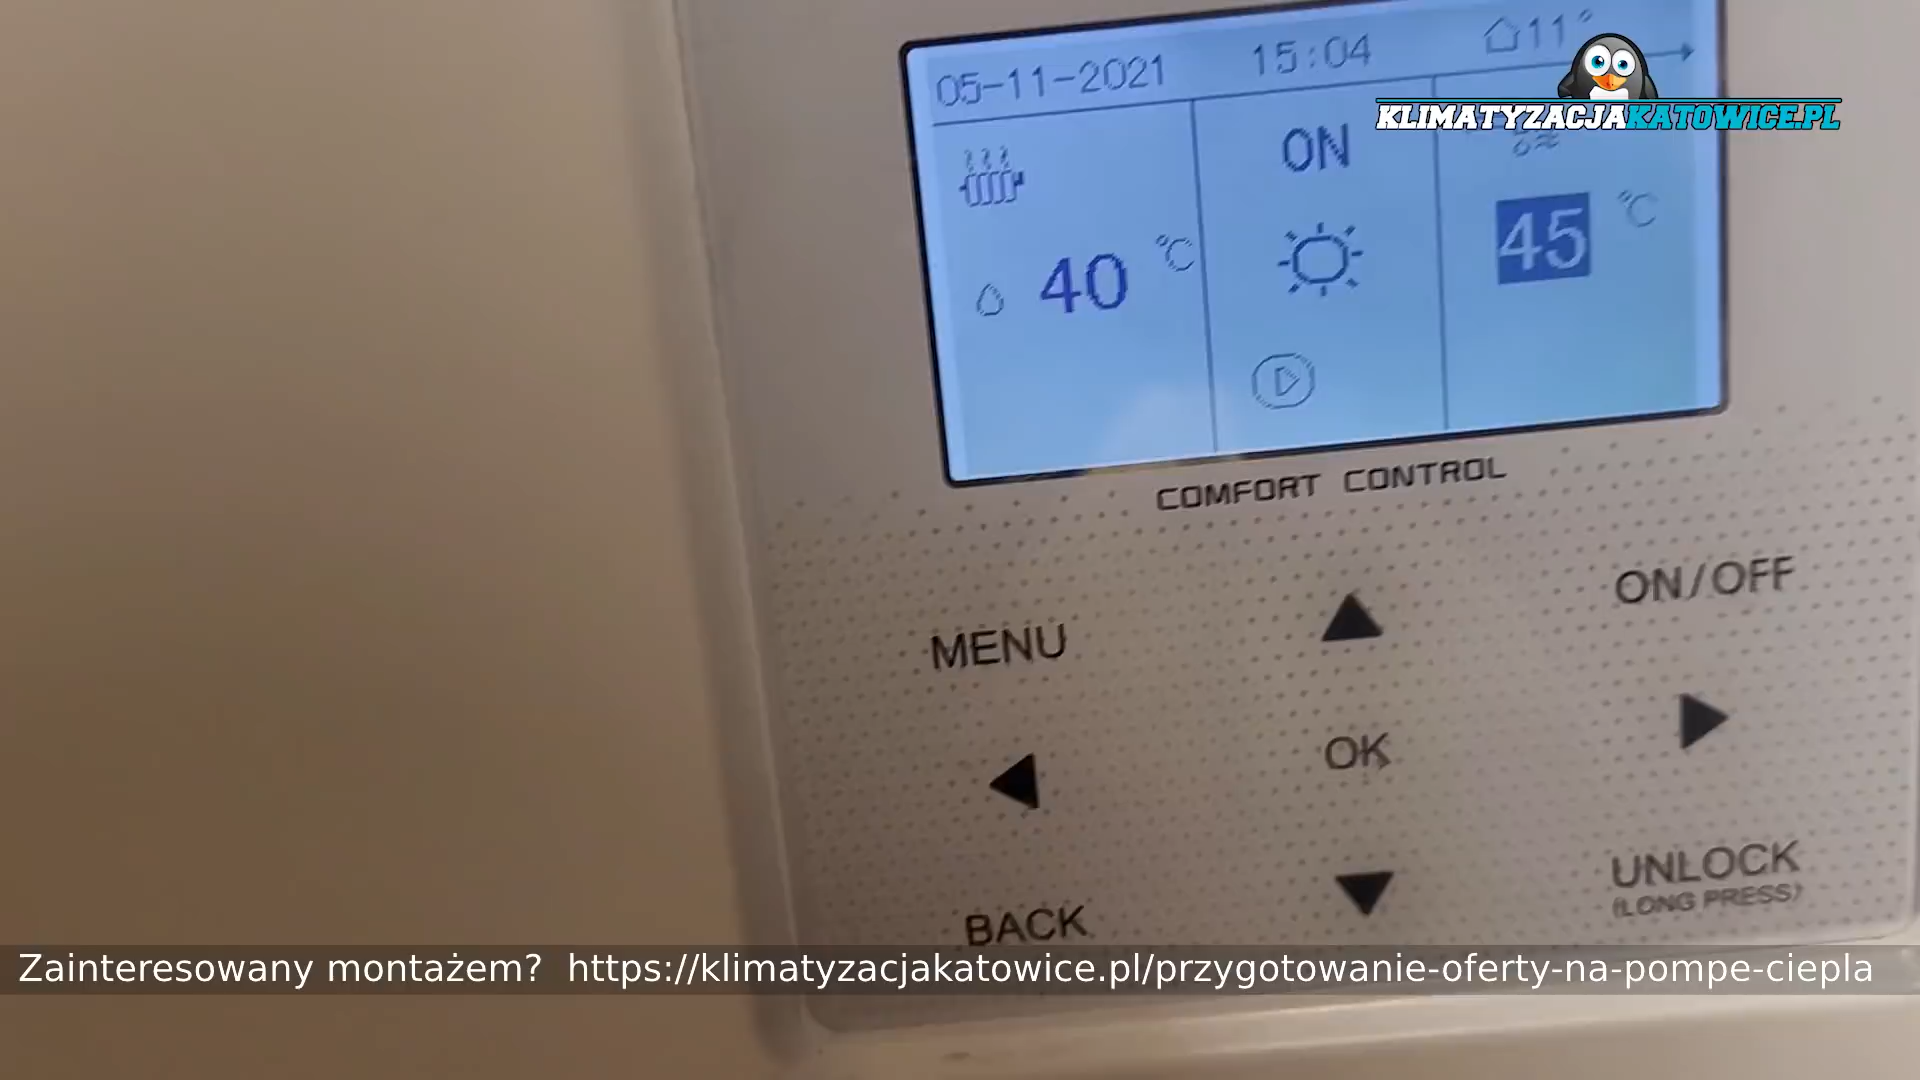 05-11-2021 15:04 11°
KLIMATYZACJAKATOWICE.PL
ON
40 °C
45 °C
COMFORT CONTROL
MENU
ON/OFF
OK
BACK
UNLOCK
(LONG PRESS)
Zainteresowany montażem? https://klimatyzacjakatowice.pl/przygotowanie-oferty-na-pompe-ciepla